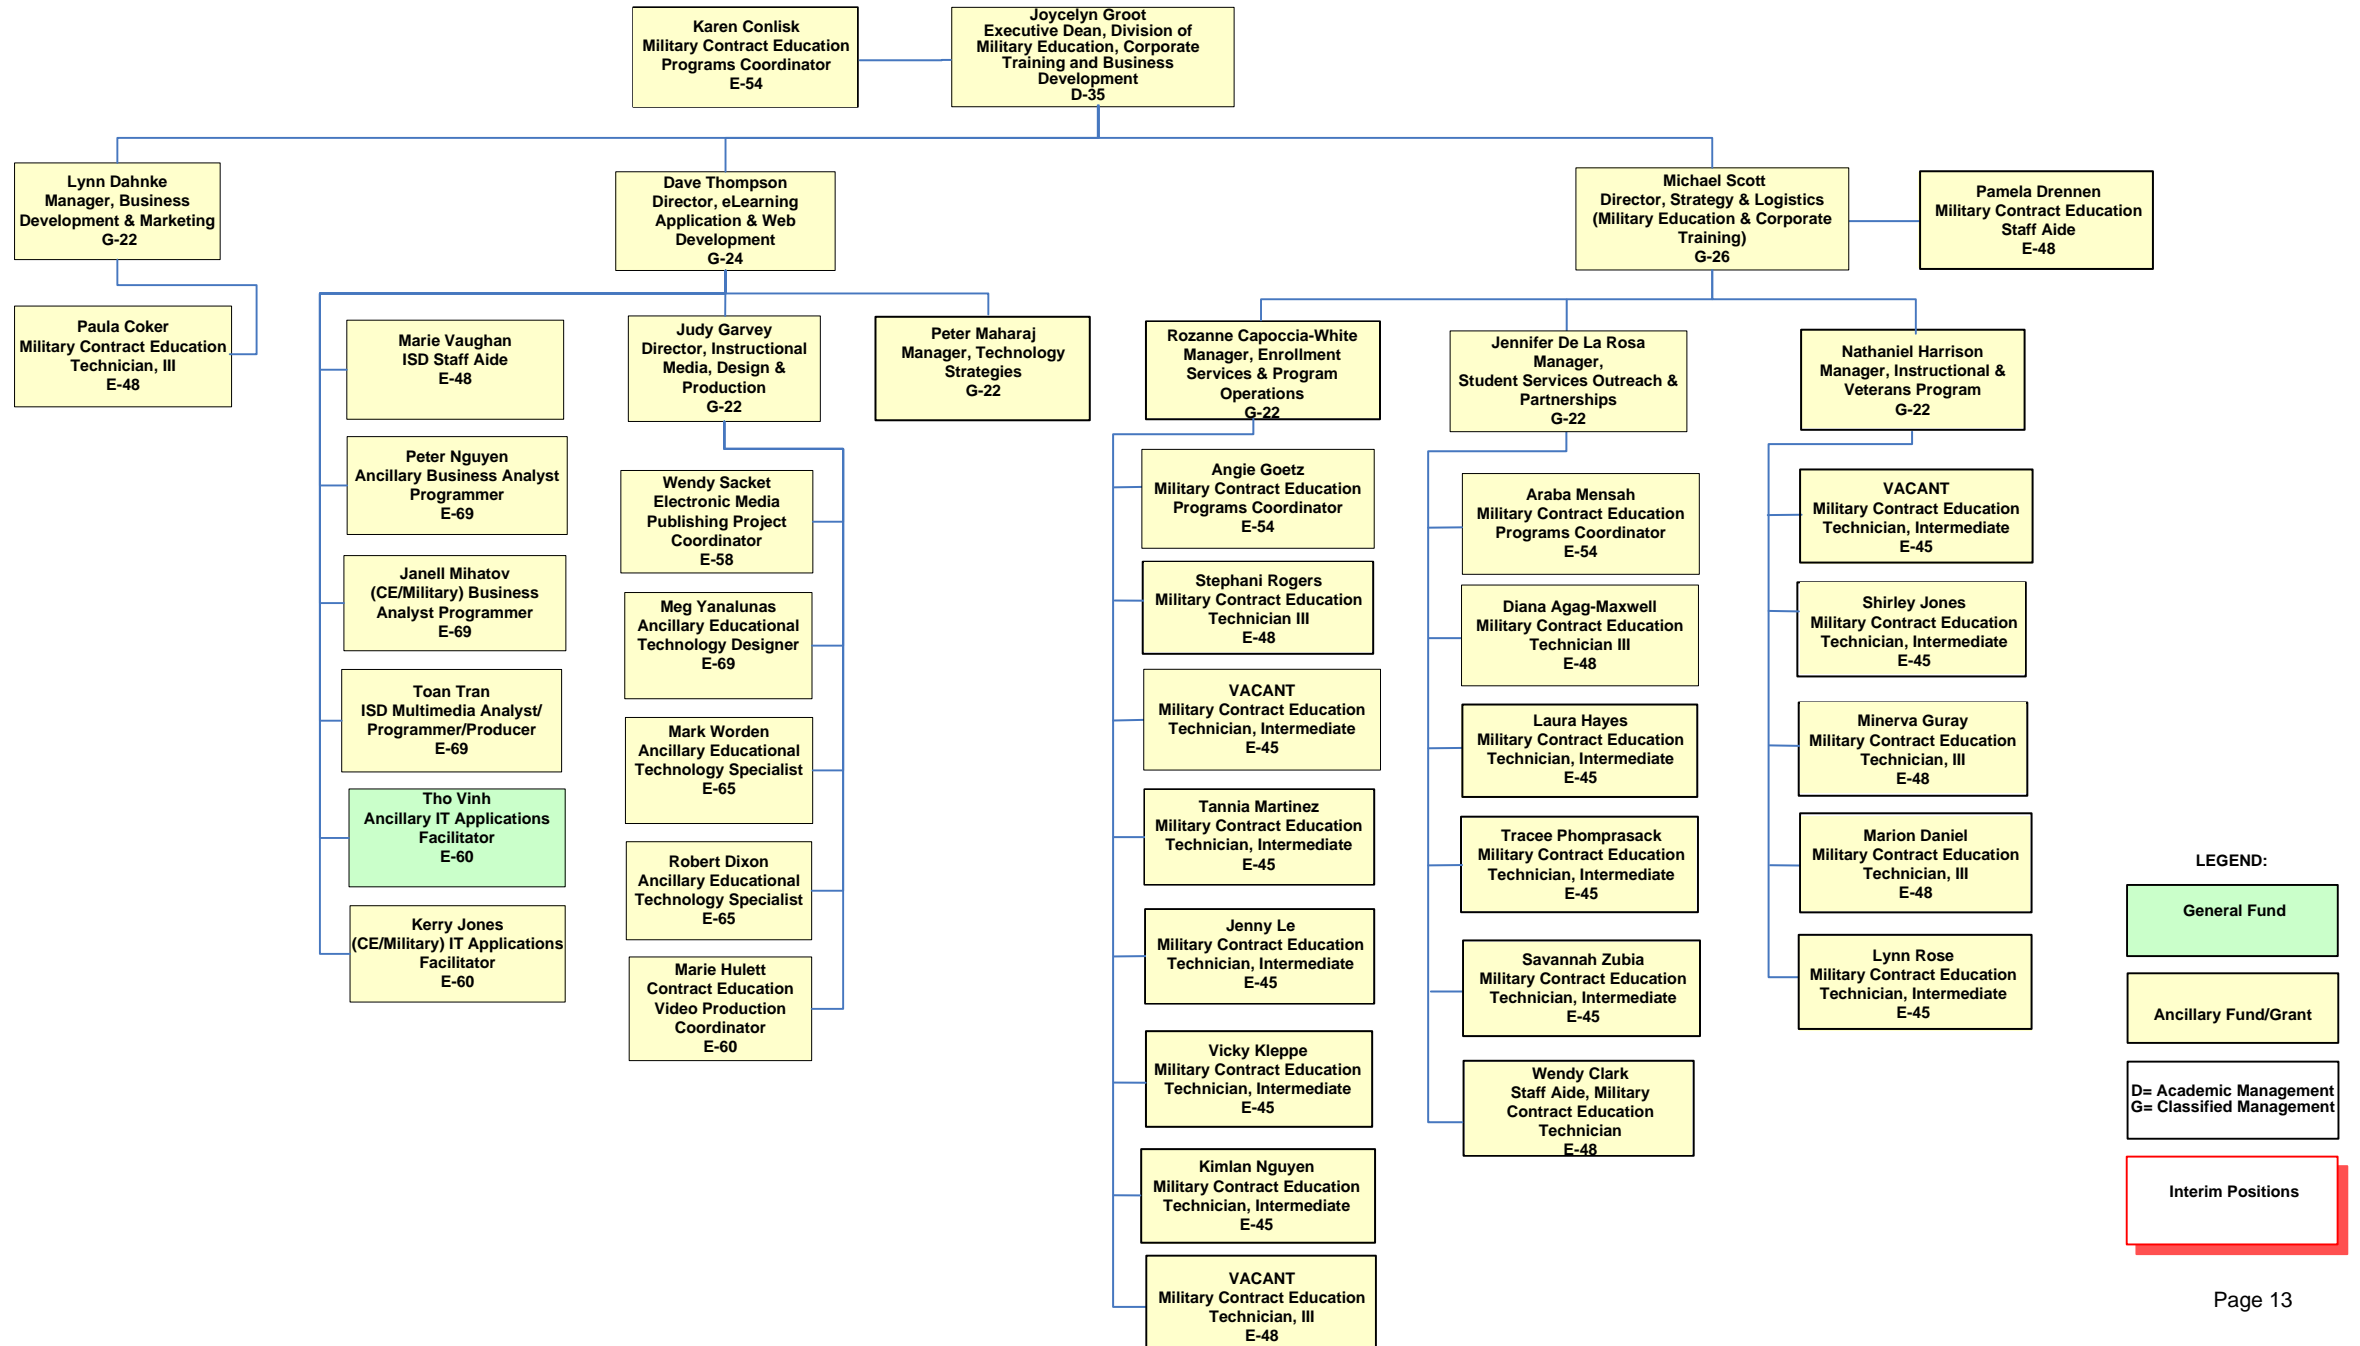 Karen Conlisk
Military Contract Education
Programs Coordinator
E-54
Joycelyn Groot
Executive Dean, Division of
Military Education, Corporate
Training and Business
Development
D-35
Lynn Dahnke
Manager, Business
Development & Marketing
G-22
Dave Thompson
Director, eLearning
Application & Web
Development
G-24
Michael Scott
Director, Strategy & Logistics
(Military Education & Corporate
Training)
G-26
Pamela Drennen
Military Contract Education
Staff Aide
E-48
Paula Coker
Military Contract Education
Technician, III
E-48
Marie Vaughan
ISD Staff Aide
E-48
Peter Nguyen
Ancillary Business Analyst
Programmer
E-69
Janell Mihatov
(CE/Military) Business
Analyst Programmer
E-69
Toan Tran
ISD Multimedia Analyst/
Programmer/Producer
E-69
Tho Vinh
Ancillary IT Applications
Facilitator
E-60
Kerry Jones
(CE/Military) IT Applications
Facilitator
E-60
Judy Garvey
Director, Instructional
Media, Design &
Production
G-22
Wendy Sacket
Electronic Media
Publishing Project
Coordinator
E-58
Meg Yanalunas
Ancillary Educational
Technology Designer
E-69
Mark Worden
Ancillary Educational
Technology Specialist
E-65
Robert Dixon
Ancillary Educational
Technology Specialist
E-65
Marie Hulett
Contract Education
Video Production
Coordinator
E-60
Peter Maharaj
Manager, Technology
Strategies
G-22
Rozanne Capoccia-White
Manager, Enrollment
Services & Program
Operations
G-22
Angie Goetz
Military Contract Education
Programs Coordinator
E-54
Stephani Rogers
Military Contract Education
Technician III
E-48
VACANT
Military Contract Education
Technician, Intermediate
E-45
Tannia Martinez
Military Contract Education
Technician, Intermediate
E-45
Jenny Le
Military Contract Education
Technician, Intermediate
E-45
Vicky Kleppe
Military Contract Education
Technician, Intermediate
E-45
Kimlan Nguyen
Military Contract Education
Technician, Intermediate
E-45
VACANT
Military Contract Education
Technician, III
E-48
Jennifer De La Rosa
Manager,
Student Services Outreach &
Partnerships
G-22
Araba Mensah
Military Contract Education
Programs Coordinator
E-54
Diana Agag-Maxwell
Military Contract Education
Technician III
E-48
Laura Hayes
Military Contract Education
Technician, Intermediate
E-45
Tracee Phomprasack
Military Contract Education
Technician, Intermediate
E-45
Savannah Zubia
Military Contract Education
Technician, Intermediate
E-45
Wendy Clark
Staff Aide, Military
Contract Education
Technician
E-48
Nathaniel Harrison
Manager, Instructional &
Veterans Program
G-22
VACANT
Military Contract Education
Technician, Intermediate
E-45
Shirley Jones
Military Contract Education
Technician, Intermediate
E-45
Minerva Guray
Military Contract Education
Technician, III
E-48
Marion Daniel
Military Contract Education
Technician, III
E-48
Lynn Rose
Military Contract Education
Technician, Intermediate
E-45
LEGEND:
General Fund
Ancillary Fund/Grant
D= Academic Management
G= Classified Management
Interim Positions
Page 13